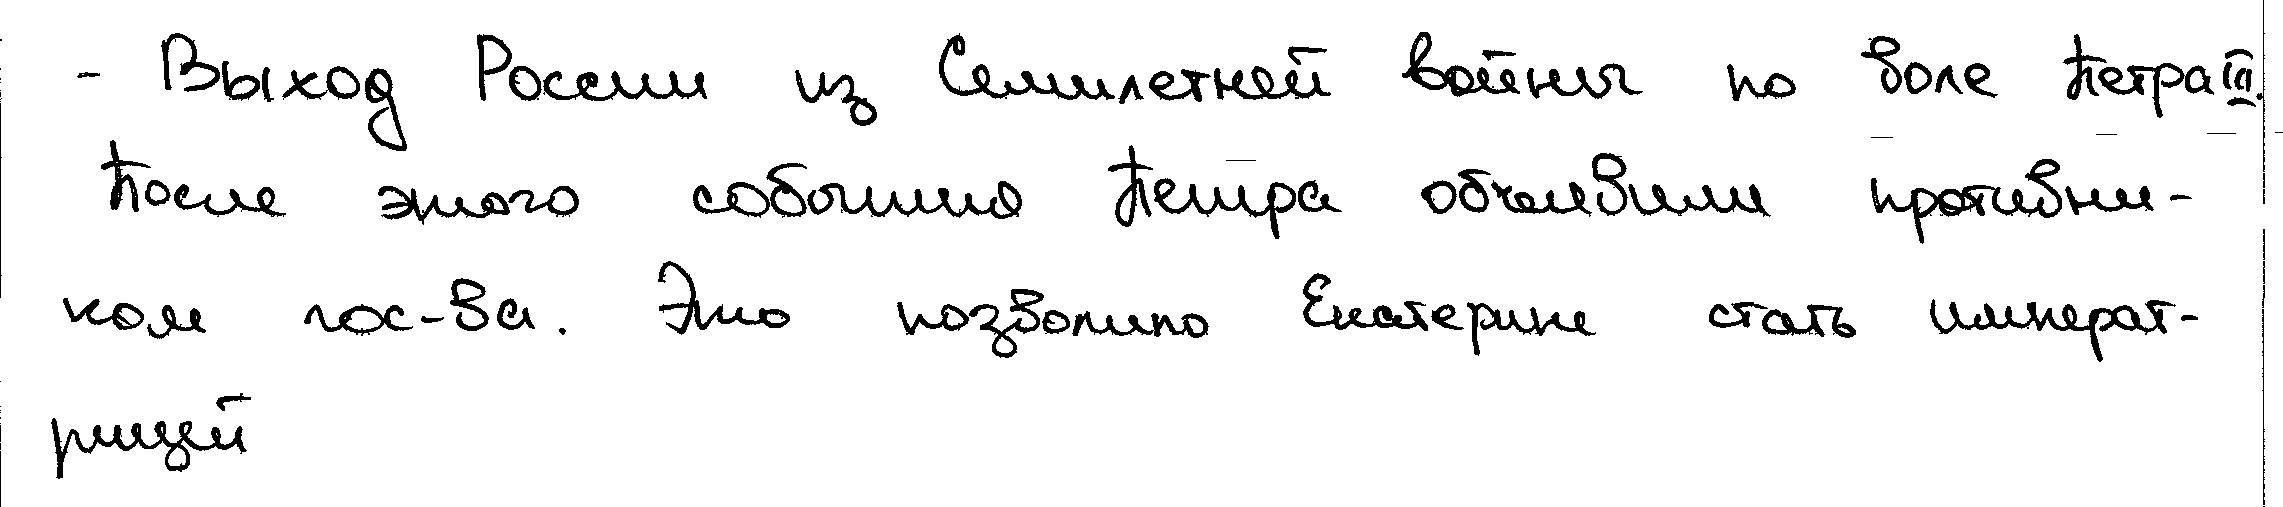 - Выход России из Семилетней войны по воле Петра III.
После этого события Петра объявили противни-
ком гос-ва. Это позволило Екатерине стать императ-
рицей